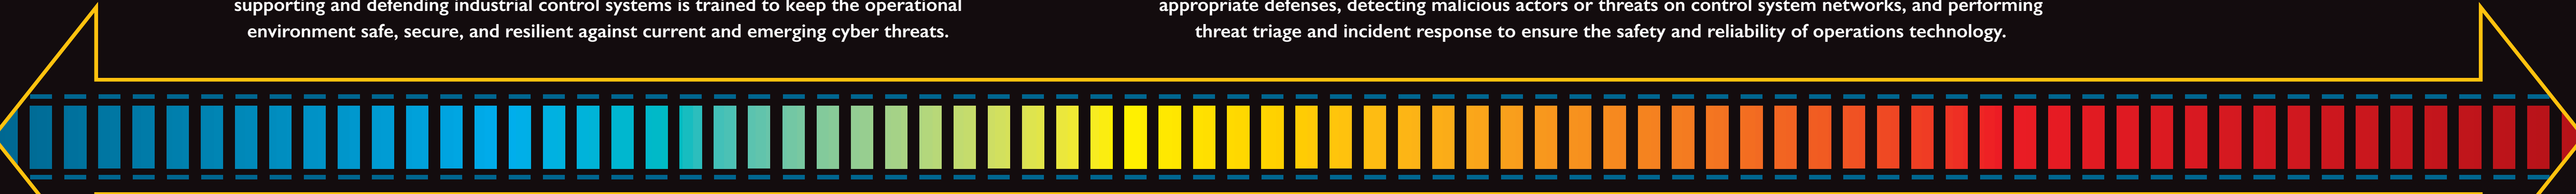 supporting and defending industrial control systems is trained to keep the operational
environment safe, secure, and resilient against current and emerging cyber threats.
appropriate defenses, detecting malicious actors or threats on control system networks, and performing
threat triage and incident response to ensure the safety and reliability of operations technology.